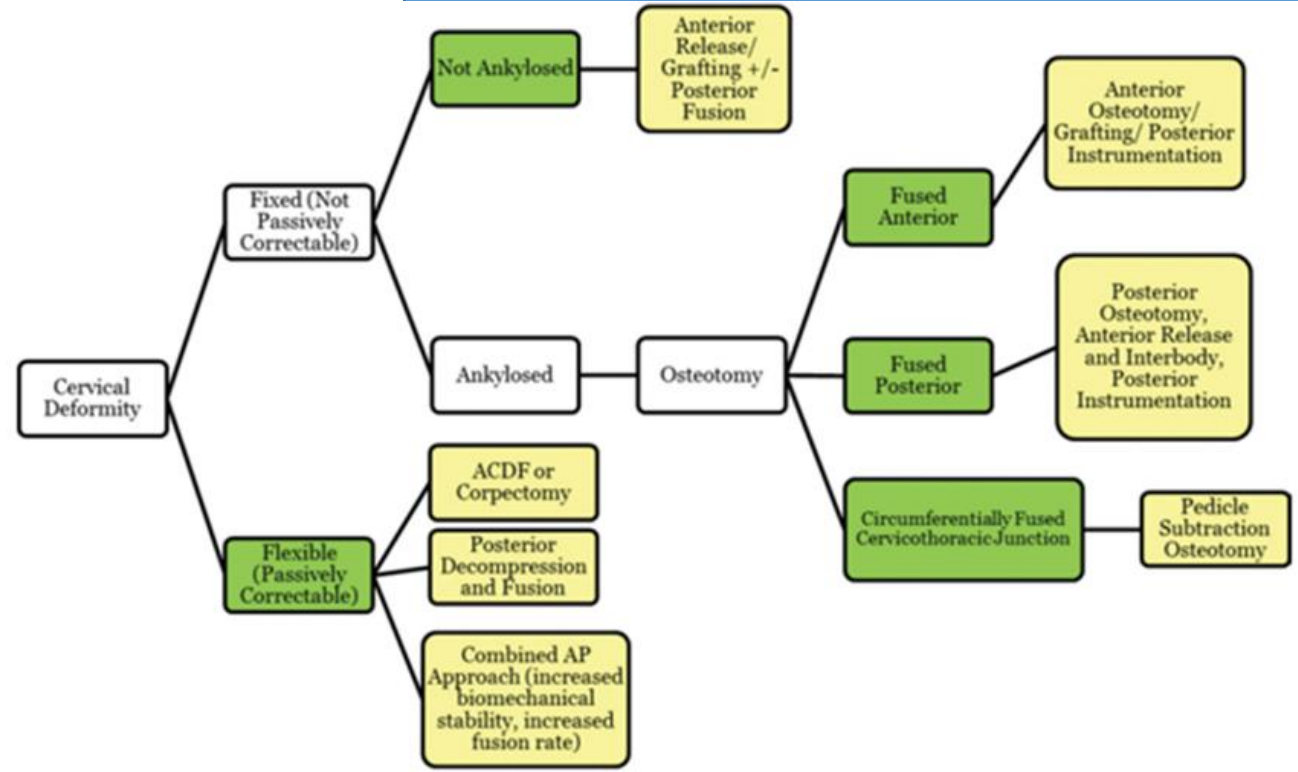 Cervical
Deformity
Fixed (Not
Passively
Correctable)
Not Ankylosed
Anterior
Release/
Grafting +/-
Posterior
Fusion
Ankylosed
Osteotomy
Fused
Anterior
Anterior
Osteotomy/
Grafting/ Posterior
Instrumentation
Fused
Posterior
Posterior
Osteotomy,
Anterior Release
and Interbody,
Posterior
Instrumentation
Circumferentially Fused
Cervicothoracic Junction
Pedicle
Subtraction
Osteotomy
Flexible
(Passively
Correctable)
ACDF or
Corpectomy
Posterior
Decompression
and Fusion
Combined AP
Approach (increased
biomechanical
stability, increased
fusion rate)